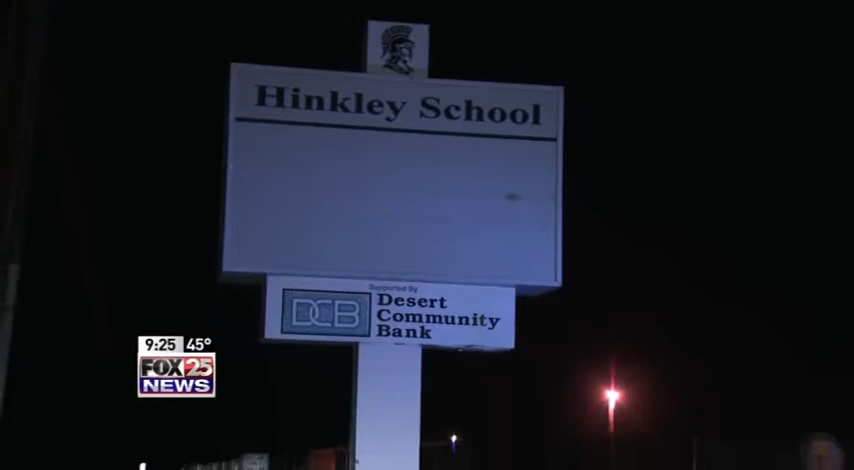 Hinkley School
Supported By
DCB
Desert
Community
Bank
9:25 45°
FOX 25
NEWS